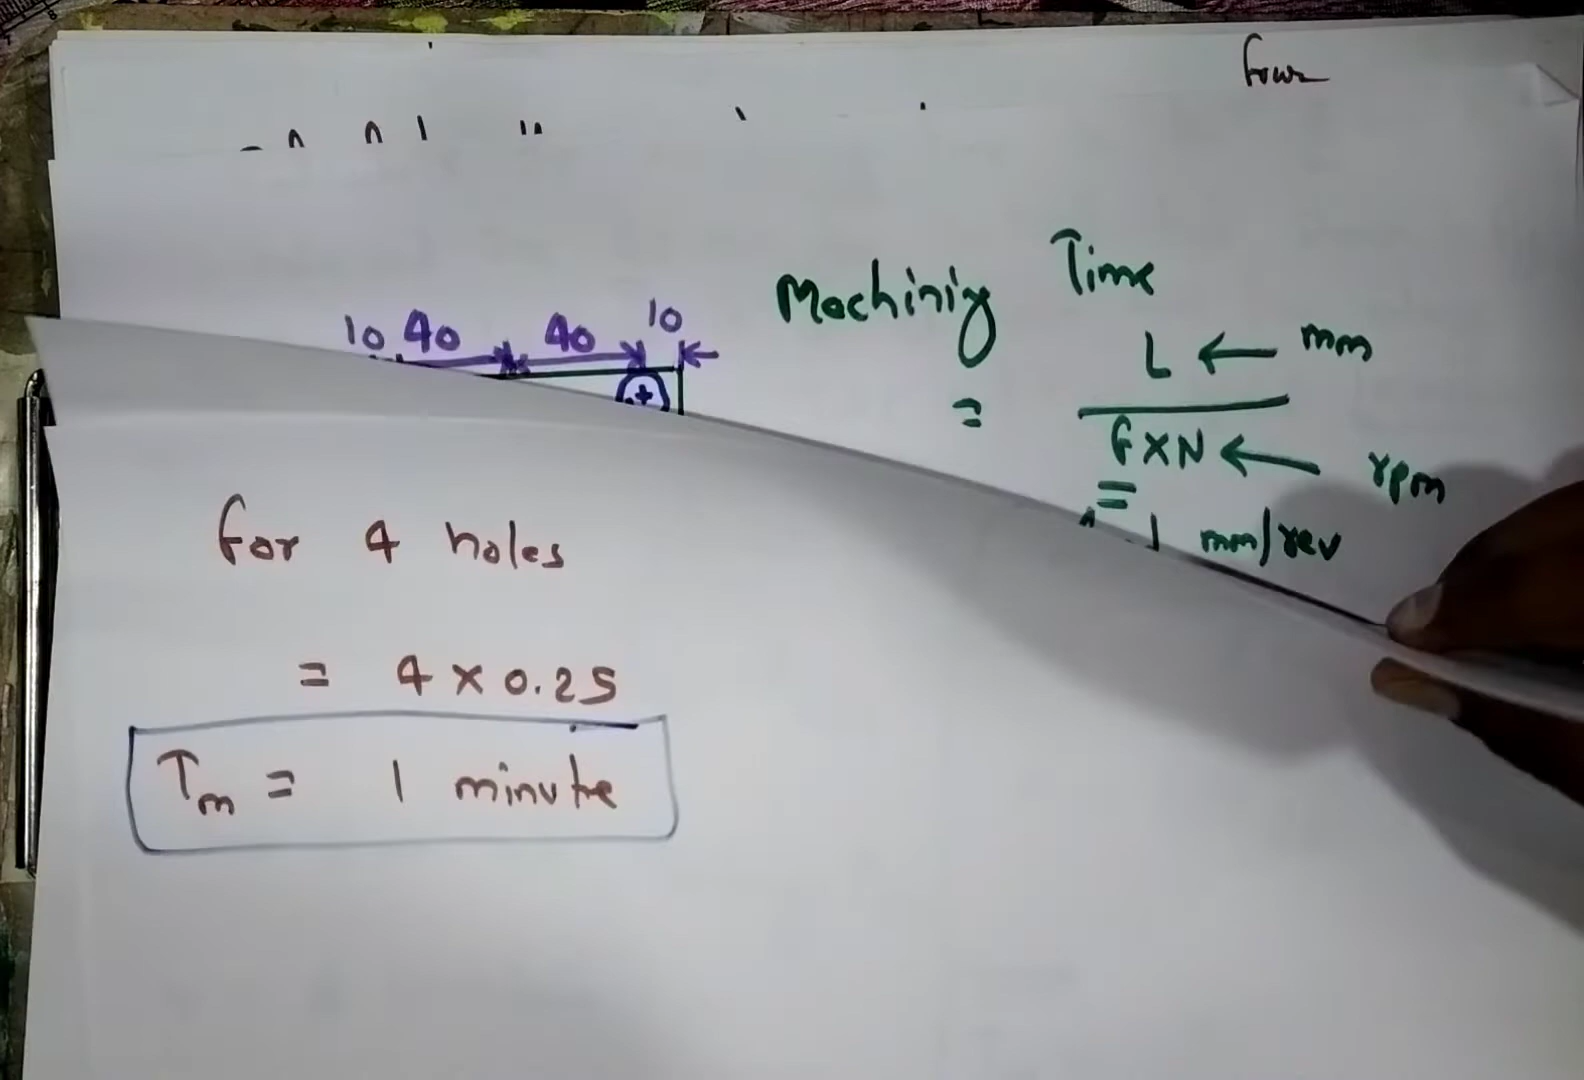 four
Machining Time
10 40 40 10
= L ← mm
f x N ← rpm
mm/rev
for 4 holes
= 4 x 0.25
Tm = 1 minute